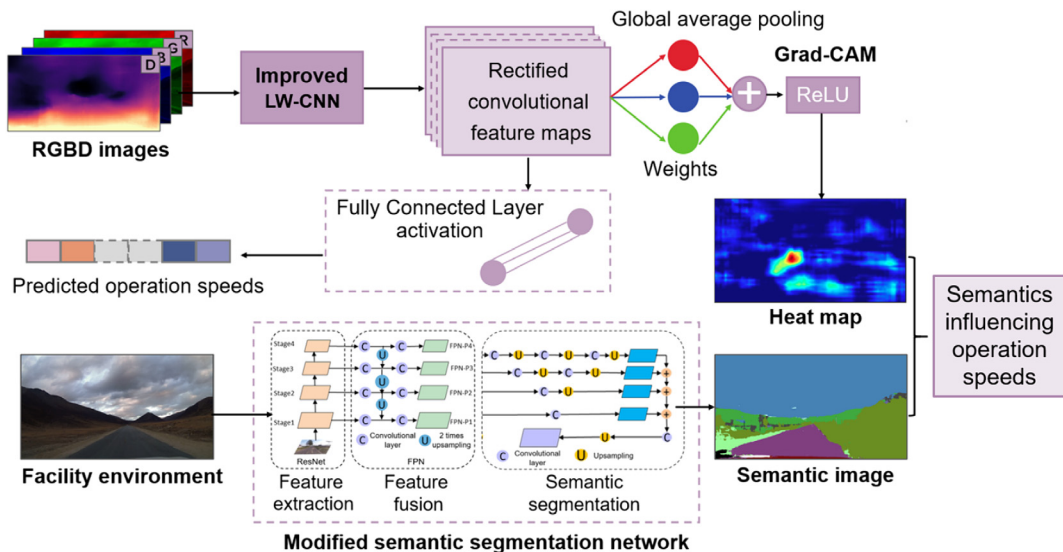 Global average pooling
Grad-CAM
R
G
B
D
Improved
LW-CNN
Rectified
convolutional
feature maps
ReLU
RGBD images
Weights
Fully Connected Layer
activation
Predicted operation speeds
Heat map
Semantics
influencing
operation
speeds
Stage4
C
C
FPN-P4
U
Stage3
C
C
FPN-P3
U
Stage2
C
C
FPN-P2
U
Stage1
C
C
FPN-P1
C
Convolutional
layer
U
2 times
upsampling
ResNet
FPN
C U C U C U
C U C U
C U
C
C
U
C
Convolutional
layer
U
Upsampling
Facility environment
Feature
extraction
Feature
fusion
Semantic
segmentation
Semantic image
Modified semantic segmentation network